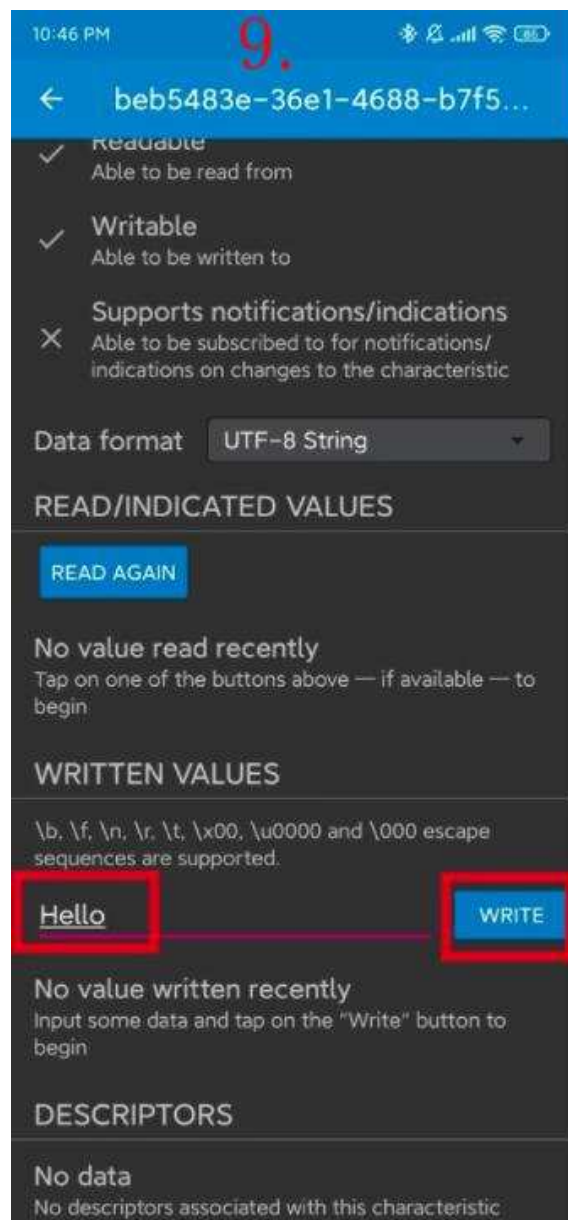 10:46 PM
9.
beb5483e-36e1-4688-b7f5...
Readable
Able to be read from
Writable
Able to be written to
Supports notifications/indications
Able to be subscribed to for notifications/
indications on changes to the characteristic
Data format UTF-8 String
READ/INDICATED VALUES
READ AGAIN
No value read recently
Tap on one of the buttons above — if available — to
begin
WRITTEN VALUES
\b, \f, \n, \r, \t, \x00, \u0000 and \000 escape
sequences are supported.
Hello WRITE
No value written recently
Input some data and tap on the "Write" button to
begin
DESCRIPTORS
No data
No descriptors associated with this characteristic